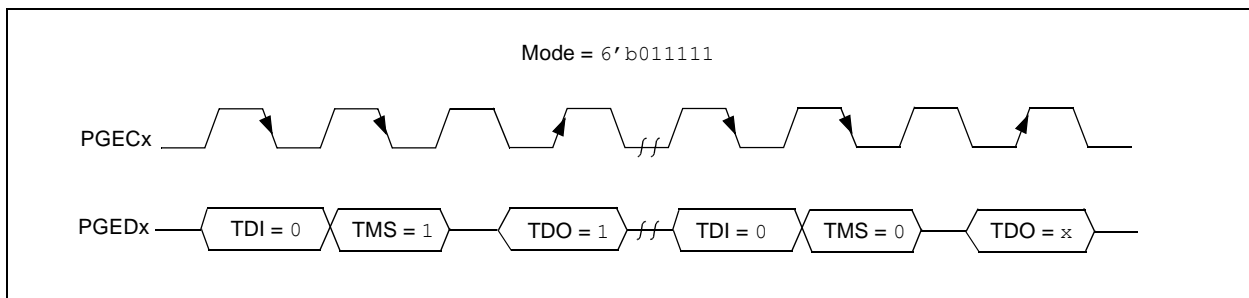 Mode = 6'b011111
PGECx
PGEDx TDI = 0 TMS = 1 TDO = 1 TDI = 0 TMS = 0 TDO = x